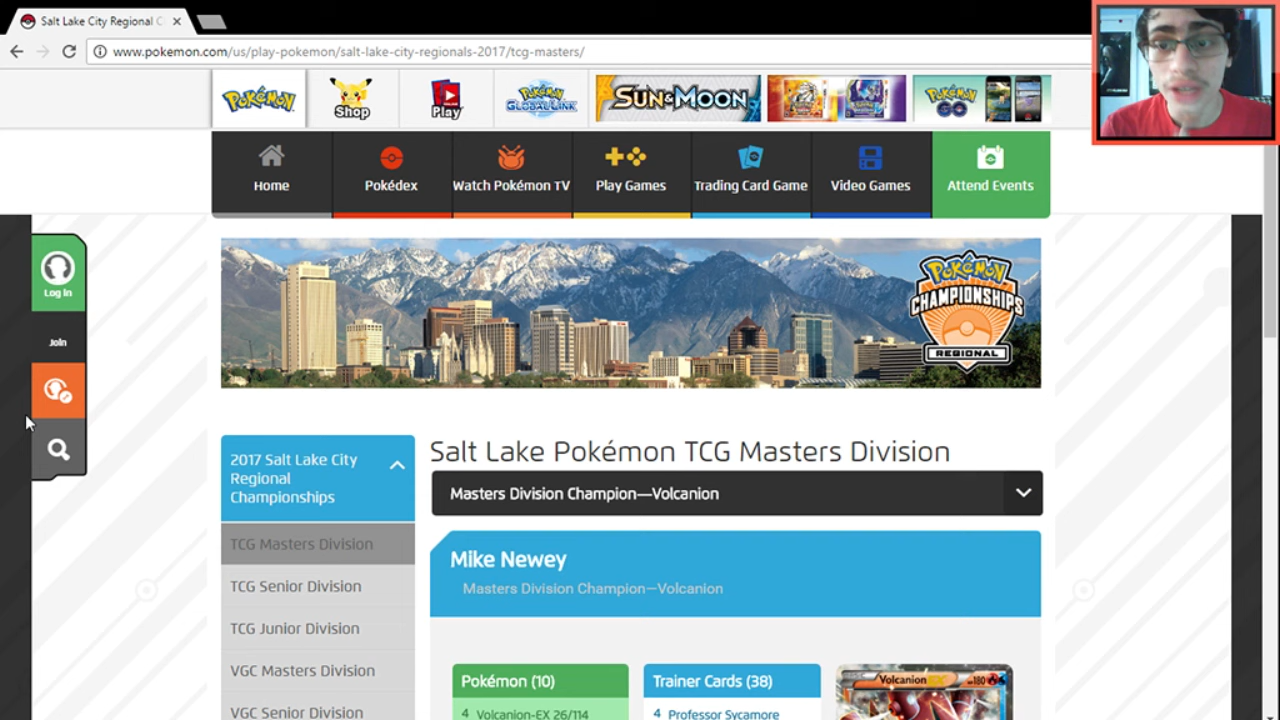 Salt Lake City Regional C
www.pokemon.com/us/play-pokemon/salt-lake-city-regionals-2017/tcg-masters/
Pokémon
Shop
Play
Pokémon GLOBAL LINK
SUN & MOON
Pokémon GO
Home
Pokédex
Watch Pokémon TV
Play Games
Trading Card Game
Video Games
Attend Events
Log in
Join
Pokémon
CHAMPIONSHIPS
REGIONAL
Salt Lake Pokémon TCG Masters Division
Masters Division Champion—Volcanion
2017 Salt Lake City
Regional
Championships
TCG Masters Division
TCG Senior Division
TCG Junior Division
VGC Masters Division
VGC Senior Division
Mike Newey
Masters Division Champion—Volcanion
Pokémon (10)
4 Volcanion-EX 26/114
Trainer Cards (38)
4 Professor Sycamore
Volcanion EX
HP180